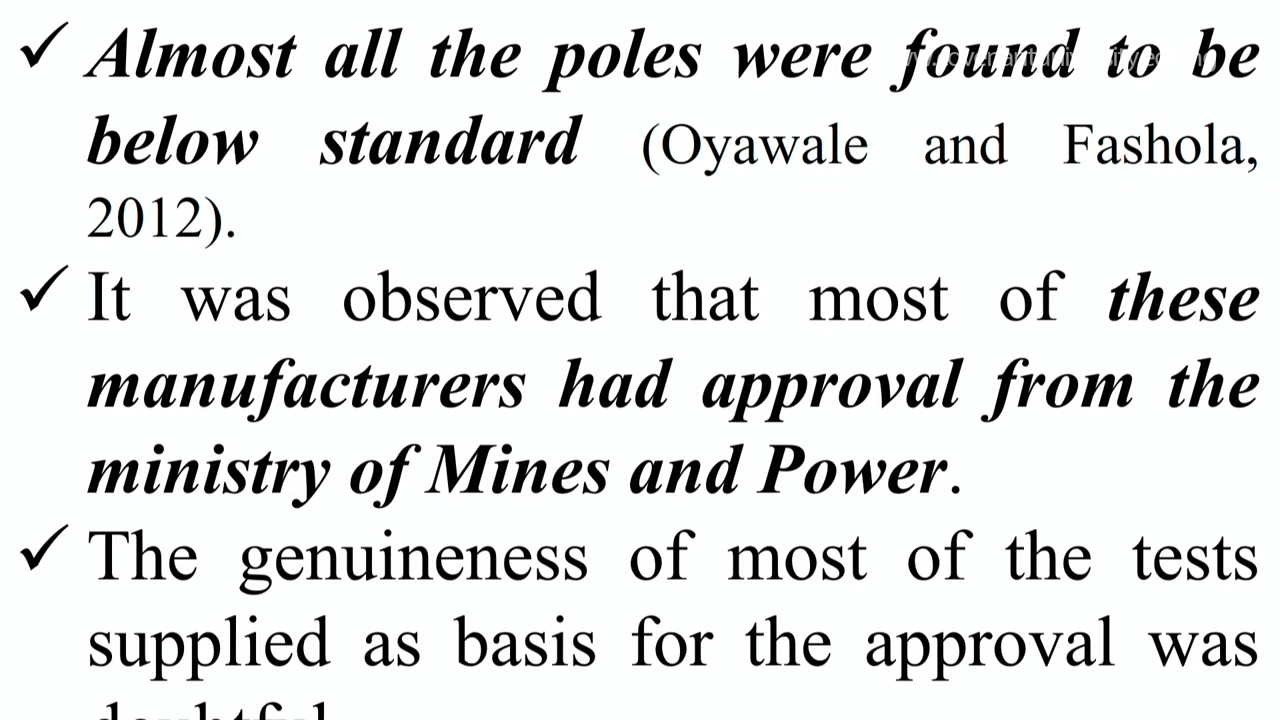 ✓ Almost all the poles were found to be
below standard (Oyawale and Fashola,
2012).
✓ It was observed that most of these
manufacturers had approval from the
ministry of Mines and Power.
✓ The genuineness of most of the tests
supplied as basis for the approval was
doubtful